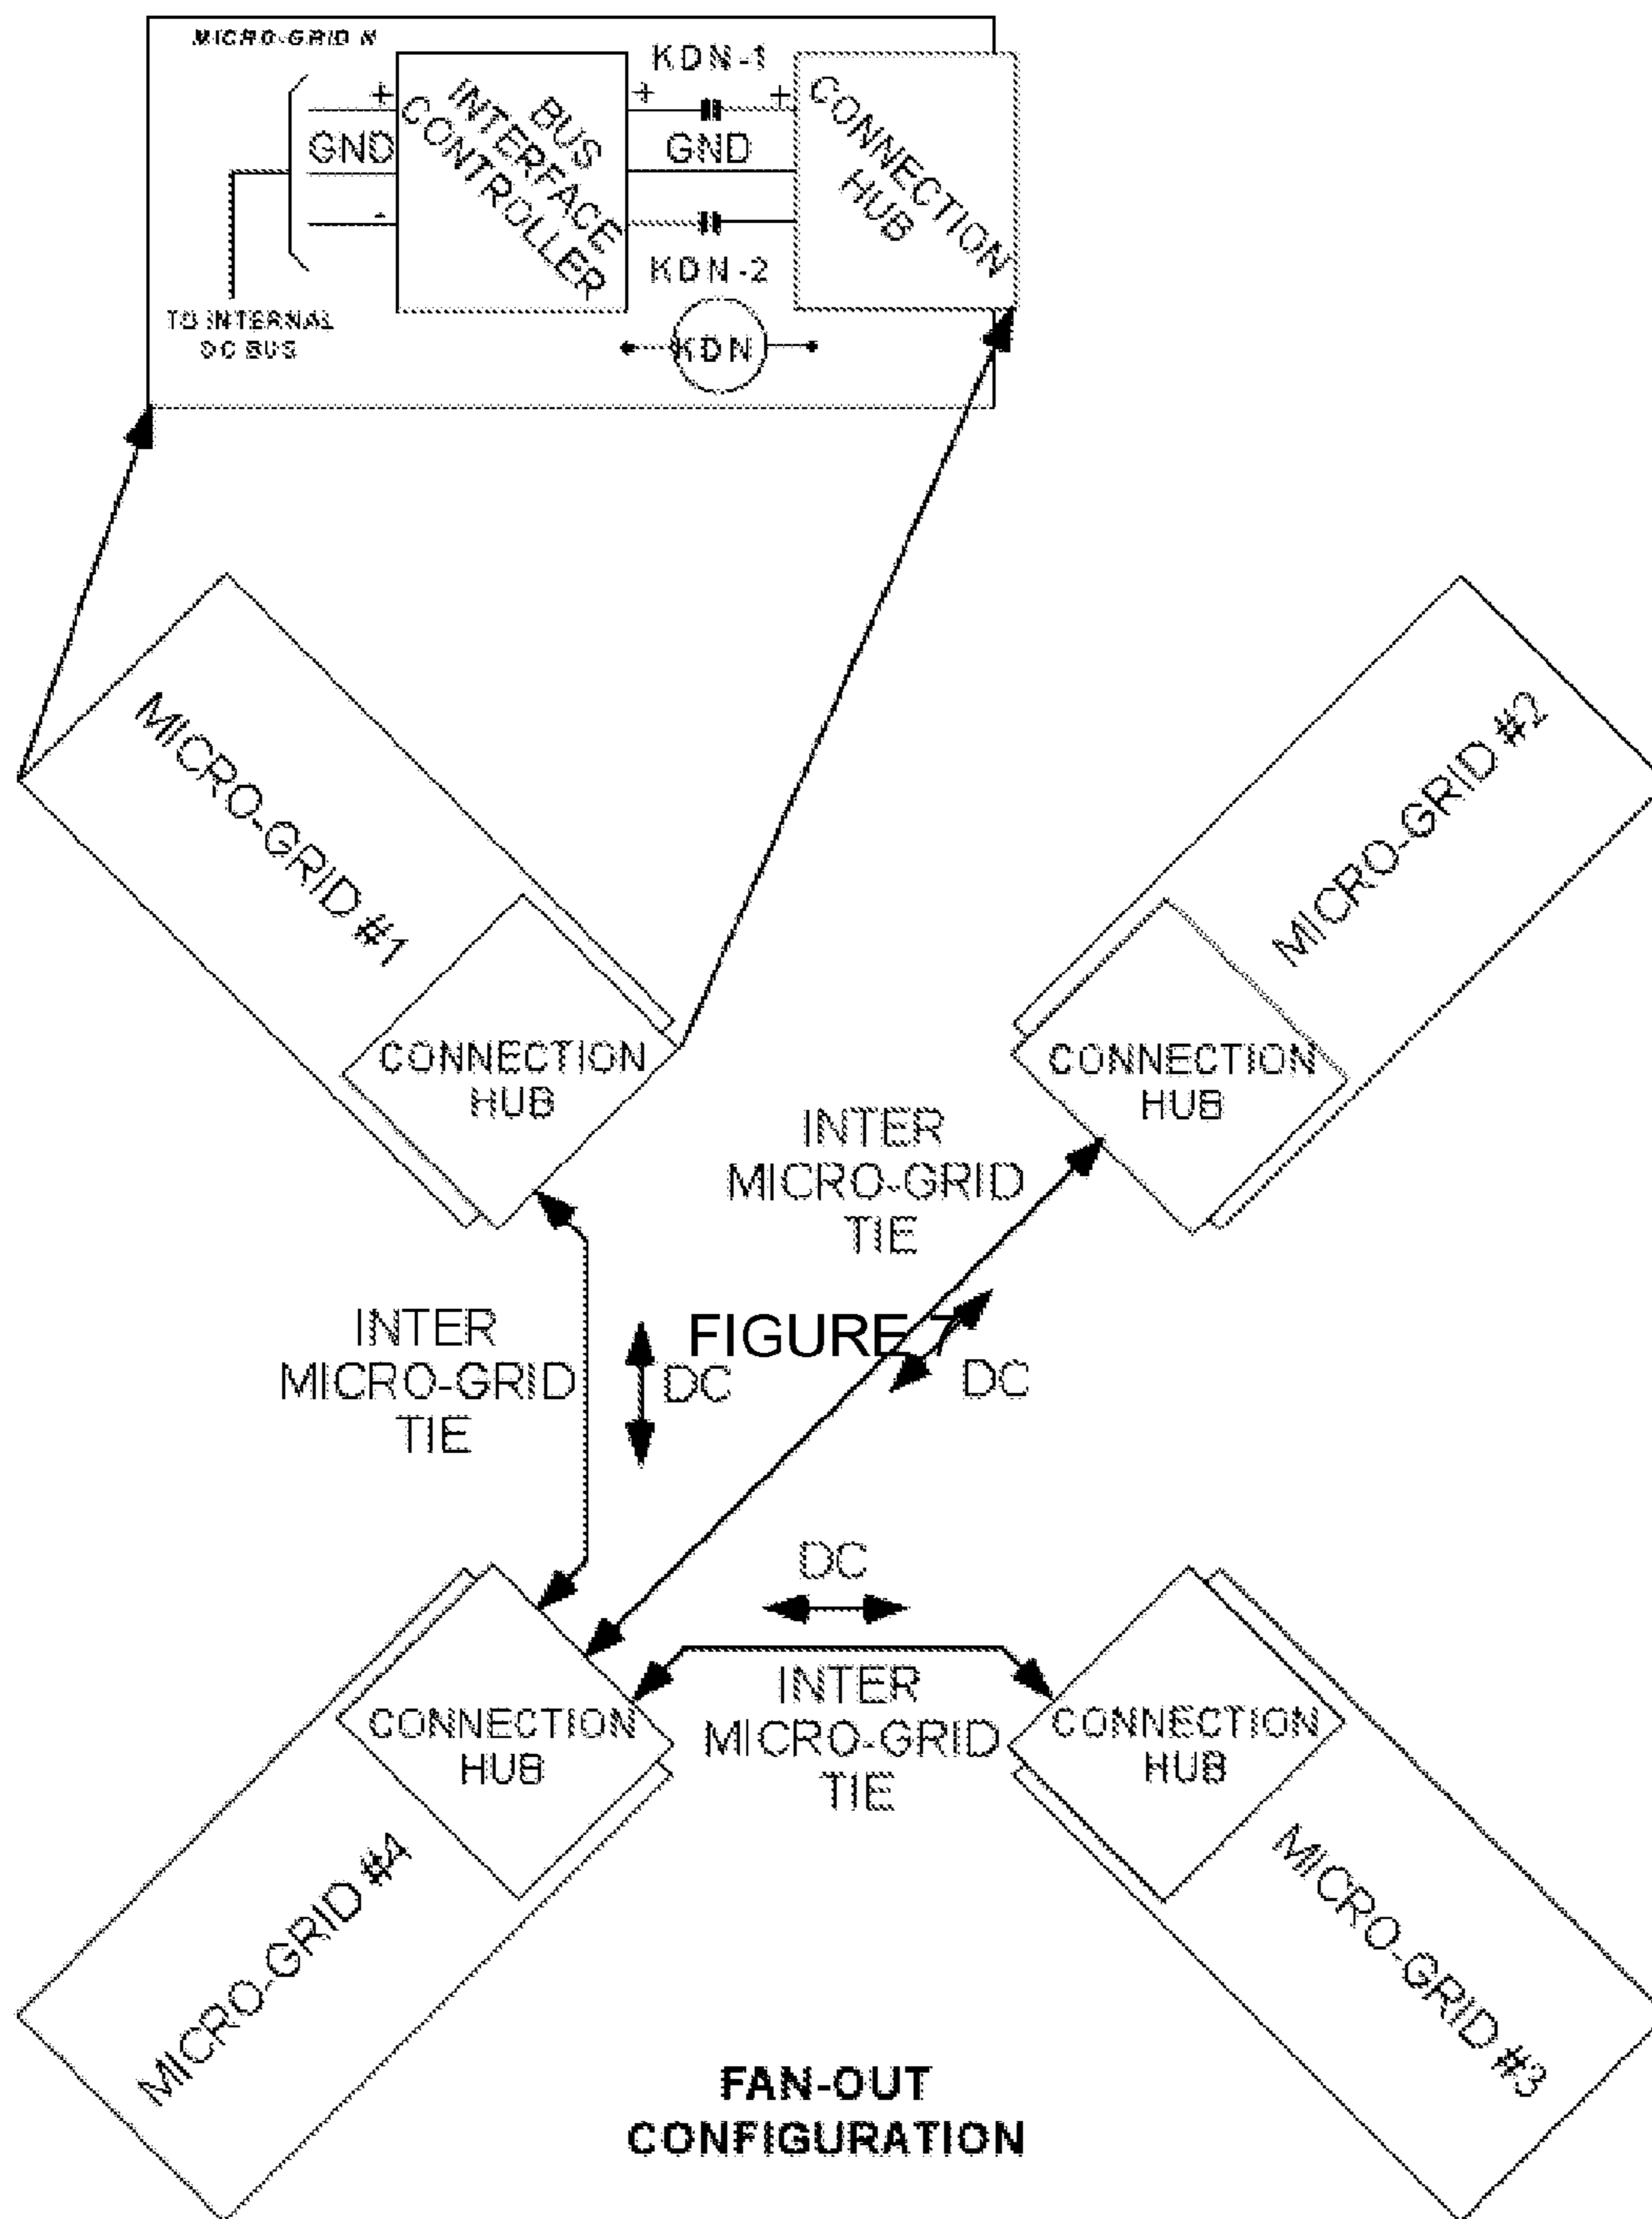 MICRO-GRID N
KDN-1
+
+
+
GND
GND
-
BUS
INTERFACE
CONTROLLER
CONNECTION
HUB
KDN-2
KDN
TO INTERNAL
DC BUS
MICRO-GRID #1
MICRO-GRID #2
CONNECTION
HUB
CONNECTION
HUB
INTER
MICRO-GRID
TIE
INTER
MICRO-GRID
TIE
DC
FIGURE 7
DC
DC
INTER
MICRO-GRID
TIE
CONNECTION
HUB
CONNECTION
HUB
MICRO-GRID #4
MICRO-GRID #3
FAN-OUT
CONFIGURATION